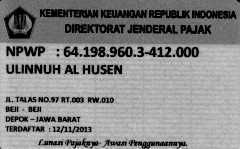 KEMENTERIAN KEUANGAN REPUBLIK INDONESIA
DIREKTORAT JENDERAL PAJAK
NPWP : 64.198.960.3-412.000
ULINNUH AL HUSEN
JL. TALAS NO.97 RT.003 RW.010
BEJI - BEJI
DEPOK - JAWA BARAT
TERDAFTAR : 12/11/2013
Lunasi Pajaknya- Awasi Penggunaannya.